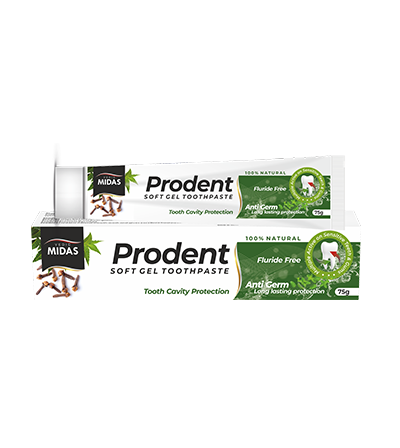 MIDAS
Prodent
SOFT GEL TOOTHPASTE
Tooth Cavity Protection
100% NATURAL
Fluride Free
Anti Germ
Long lasting protection
75g
VEDIC
MIDAS
Prodent
SOFT GEL TOOTHPASTE
Tooth Cavity Protection
100% NATURAL
Fluride Free
Anti Germ
Long lasting protection
75g